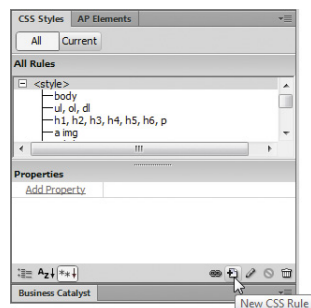 CSS Styles AP Elements
All Current
All Rules
<style>
body
ul, ol, dl
h1, h2, h3, h4, h5, h6, p
a img
Properties
Add Property
Az↓ **↓
Business Catalyst
New CSS Rule